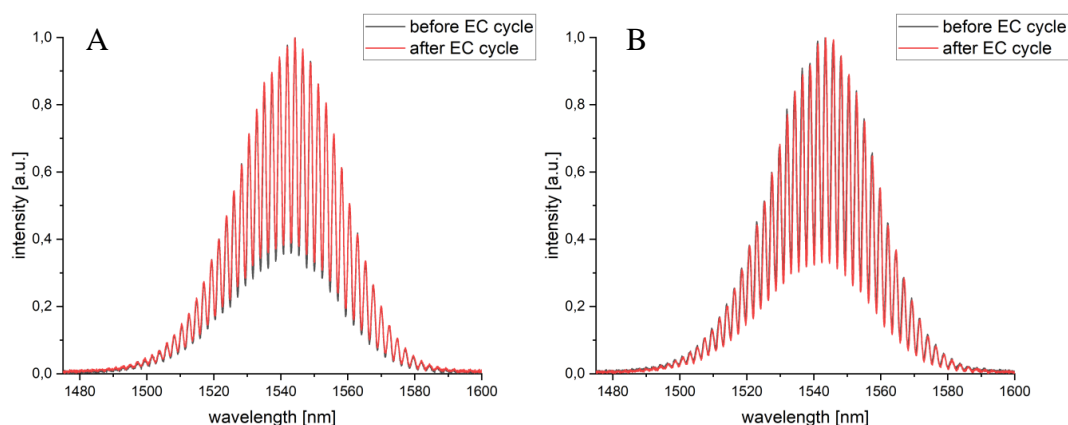 A
before EC cycle
after EC cycle
1,0
0,8
0,6
0,4
0,2
0,0
intensity [a.u.]
1480 1500 1520 1540 1560 1580 1600
wavelength [nm]
B
before EC cycle
after EC cycle
1,0
0,8
0,6
0,4
0,2
0,0
intensity [a.u.]
1480 1500 1520 1540 1560 1580 1600
wavelength [nm]